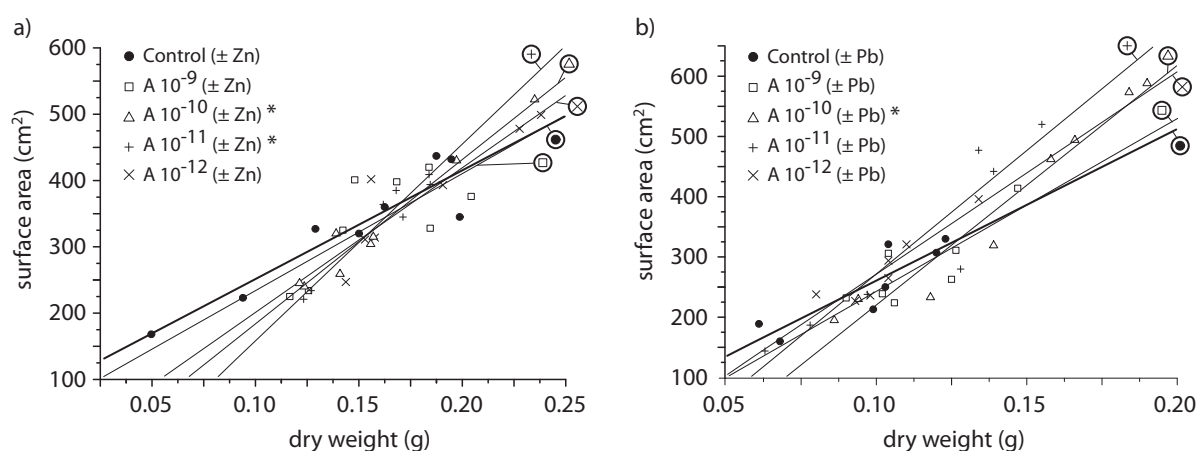 a)
600
500
400
300
200
100
surface area (cm²)
Control (± Zn)
A 10⁻⁹ (± Zn)
A 10⁻¹⁰ (± Zn) *
A 10⁻¹¹ (± Zn) *
A 10⁻¹² (± Zn)
0.05
0.10
0.15
0.20
0.25
dry weight (g)
b)
600
500
400
300
200
100
surface area (cm²)
Control (± Pb)
A 10⁻⁹ (± Pb)
A 10⁻¹⁰ (± Pb) *
A 10⁻¹¹ (± Pb)
A 10⁻¹² (± Pb)
0.05
0.10
0.15
0.20
dry weight (g)